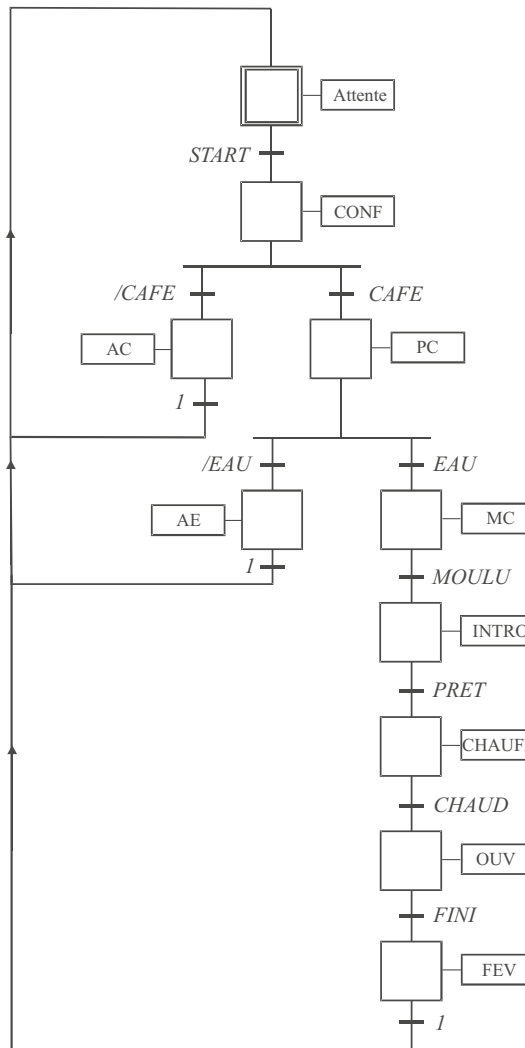 Attente
START
CONF
/CAFE
CAFE
AC
PC
1
/EAU
EAU
AE
MC
1
MOULU
INTRO
PRET
CHAUF
CHAUD
OUV
FINI
FEV
1